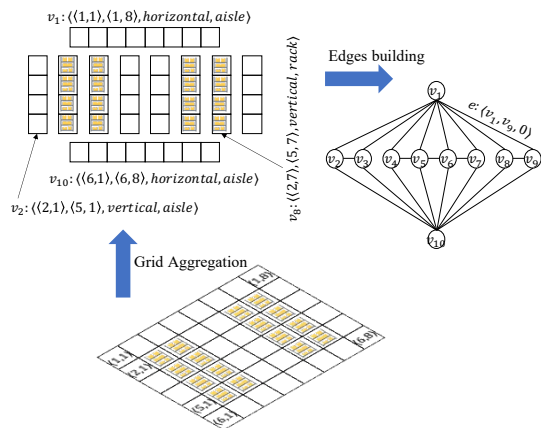 v₁: ⟨⟨1,1⟩,⟨1,8⟩,horizontal,aisle⟩
Edges building
v₁
e: ⟨v₁,v₉,0⟩
v₂ v₃ v₄ v₅ v₆ v₇ v₈ v₉
v₁₀
v₈: ⟨⟨2,7⟩,⟨5,7⟩,vertical,rack⟩
v₁₀: ⟨⟨6,1⟩,⟨6,8⟩,horizontal,aisle⟩
v₂: ⟨⟨2,1⟩,⟨5,1⟩,vertical,aisle⟩
Grid Aggregation
⟨1,8⟩
⟨6,8⟩
⟨1,1⟩
⟨2,1⟩
⟨5,1⟩
⟨6,1⟩